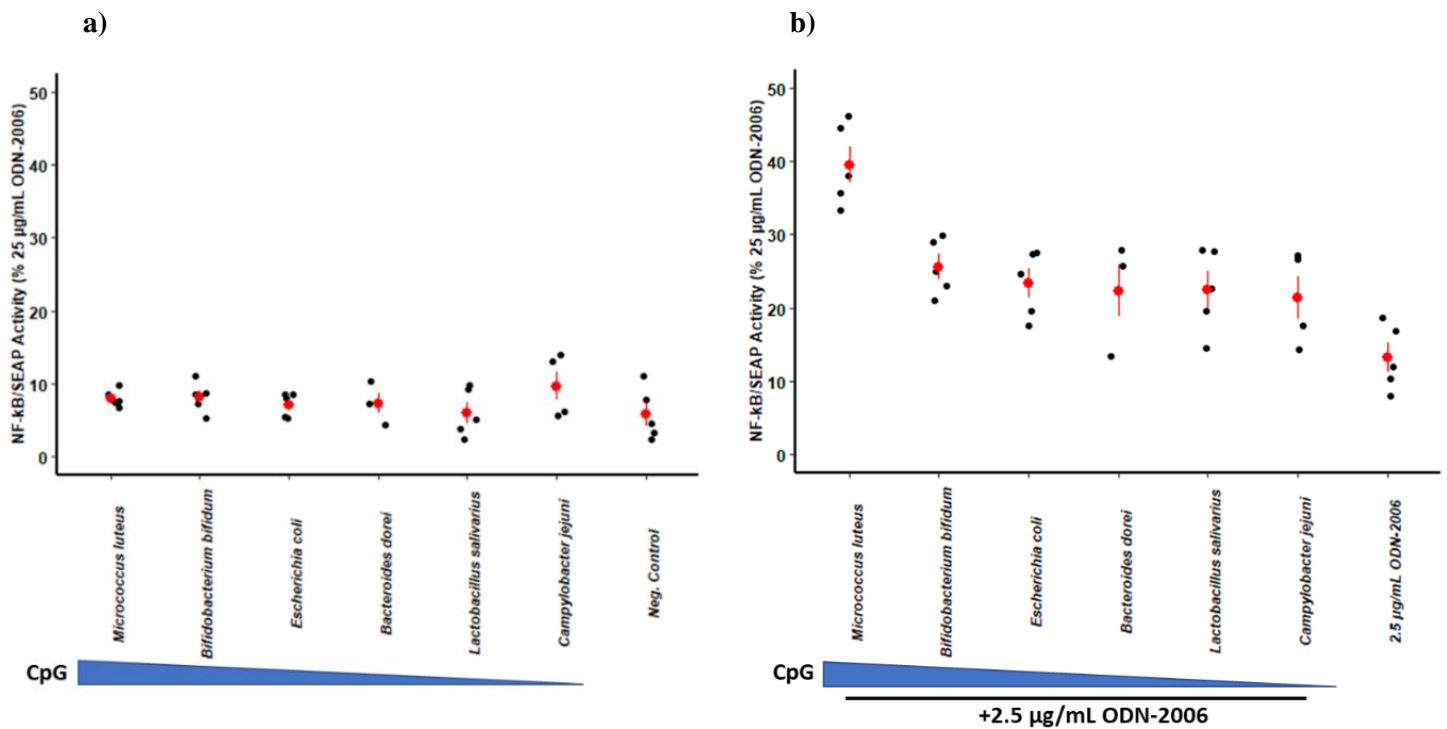 a)
NF-kB/SEAP Activity (% 25 µg/mL ODN-2006)
50
40
30
20
10
0
Micrococcus luteus
Bifidobacterium bifidum
Escherichia coli
Bacteroides dorei
Lactobacillus salivarius
Campylobacter jejuni
Neg. Control
CpG
b)
NF-kB/SEAP Activity (% 25 µg/mL ODN-2006)
50
40
30
20
10
0
Micrococcus luteus
Bifidobacterium bifidum
Escherichia coli
Bacteroides dorei
Lactobacillus salivarius
Campylobacter jejuni
2.5 µg/mL ODN-2006
CpG
+2.5 µg/mL ODN-2006